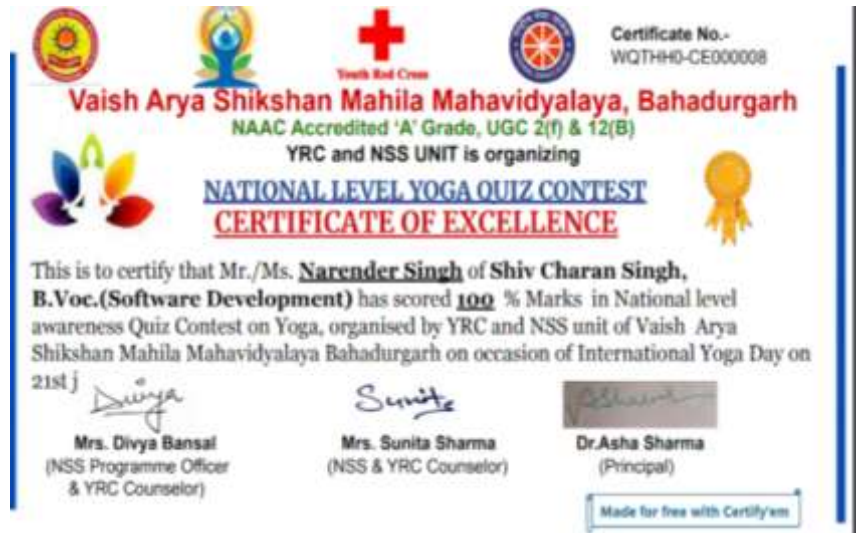 Certificate No.-
WQTHH0-CE000008
Youth Red Cross
Vaish Arya Shikshan Mahila Mahavidyalaya, Bahadurgarh
NAAC Accredited 'A' Grade, UGC 2(f) & 12(B)
YRC and NSS UNIT is organizing
NATIONAL LEVEL YOGA QUIZ CONTEST
CERTIFICATE OF EXCELLENCE
This is to certify that Mr./Ms. Narender Singh of Shiv Charan Singh,
B.Voc.(Software Development) has scored 100 % Marks in National level
awareness Quiz Contest on Yoga, organised by YRC and NSS unit of Vaish Arya
Shikshan Mahila Mahavidyalaya Bahadurgarh on occasion of International Yoga Day on
21st j
Divya
Sunita
Mrs. Divya Bansal
(NSS Programme Officer
& YRC Counselor)
Mrs. Sunita Sharma
(NSS & YRC Counselor)
Dr.Asha Sharma
(Principal)
Made for free with Certify'em